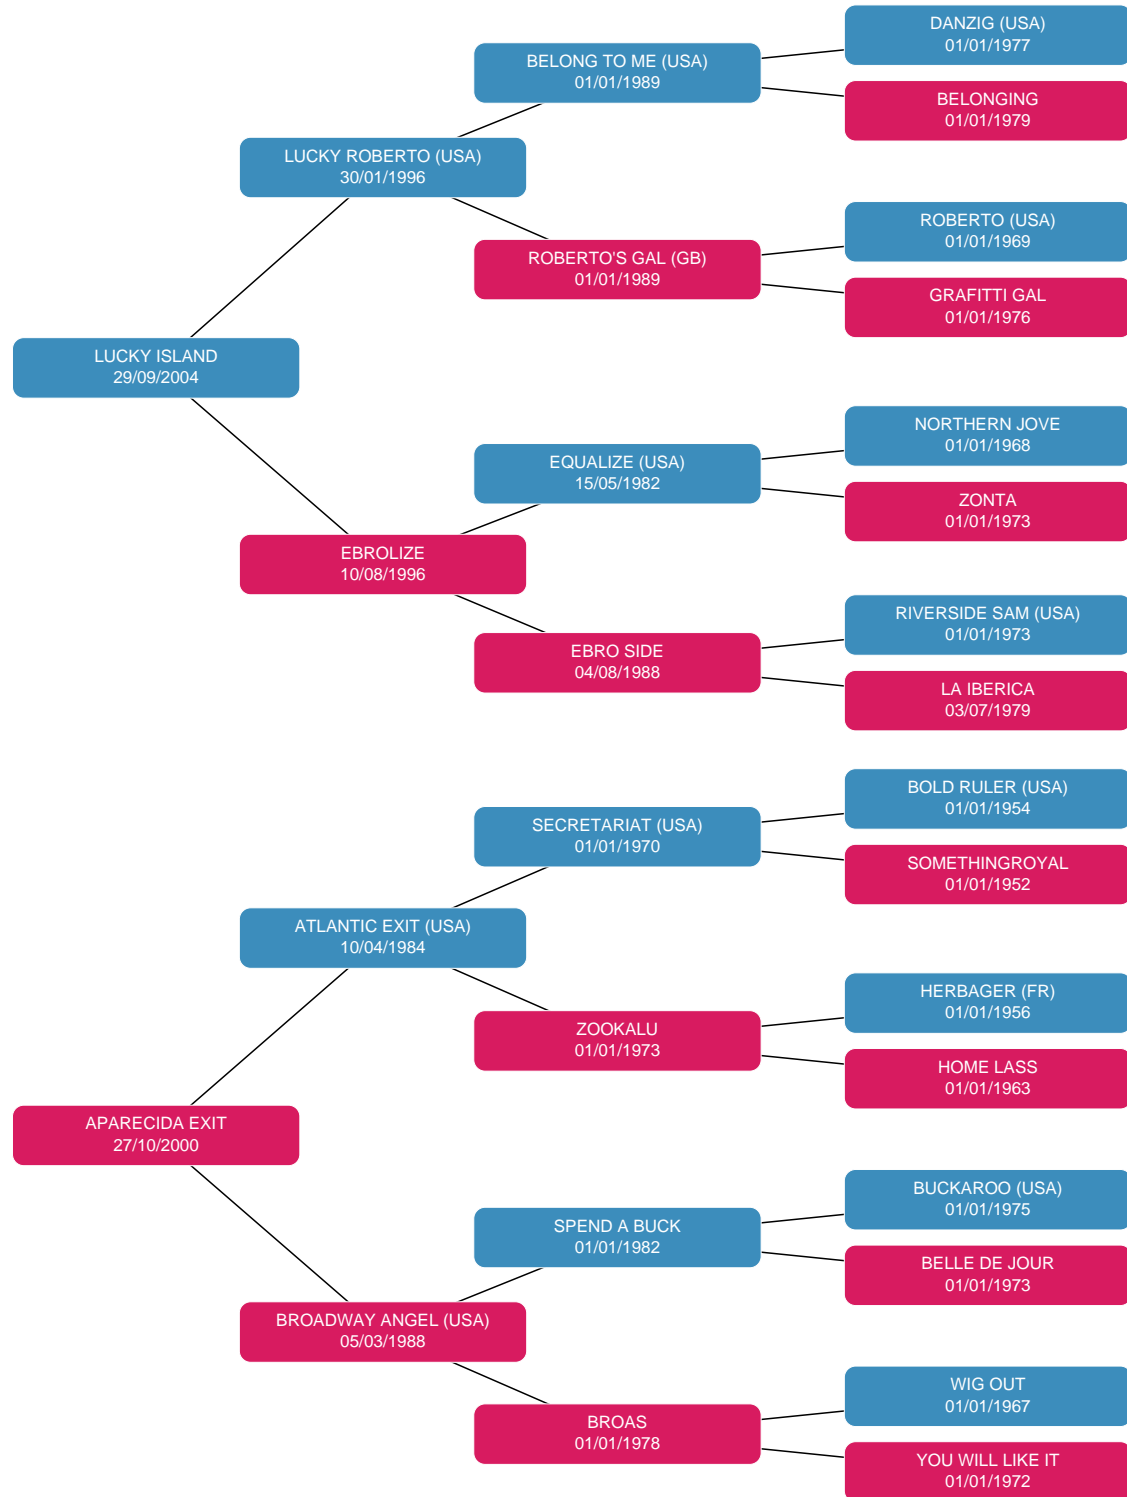 DANZIG (USA)
01/01/1977
BELONG TO ME (USA)
01/01/1989
BELONGING
01/01/1979
LUCKY ROBERTO (USA)
30/01/1996
ROBERTO (USA)
01/01/1969
ROBERTO'S GAL (GB)
01/01/1989
GRAFITTI GAL
01/01/1976
LUCKY ISLAND
29/09/2004
NORTHERN JOVE
01/01/1968
EQUALIZE (USA)
15/05/1982
ZONTA
01/01/1973
EBROLIZE
10/08/1996
RIVERSIDE SAM (USA)
01/01/1973
EBRO SIDE
04/08/1988
LA IBERICA
03/07/1979
BOLD RULER (USA)
01/01/1954
SECRETARIAT (USA)
01/01/1970
SOMETHINGROYAL
01/01/1952
ATLANTIC EXIT (USA)
10/04/1984
HERBAGER (FR)
01/01/1956
ZOOKALU
01/01/1973
HOME LASS
01/01/1963
APARECIDA EXIT
27/10/2000
BUCKAROO (USA)
01/01/1975
SPEND A BUCK
01/01/1982
BELLE DE JOUR
01/01/1973
BROADWAY ANGEL (USA)
05/03/1988
WIG OUT
01/01/1967
BROAS
01/01/1978
YOU WILL LIKE IT
01/01/1972